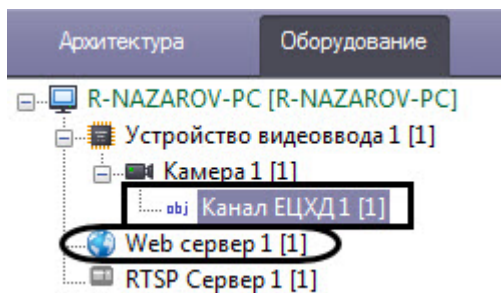 Архитектура Оборудование
R-NAZAROV-PC [R-NAZAROV-PC]
Устройство видеоввода 1 [1]
Камера 1 [1]
obj Канал ЕЦХД 1 [1]
Web сервер 1 [1]
RTSP Сервер 1 [1]